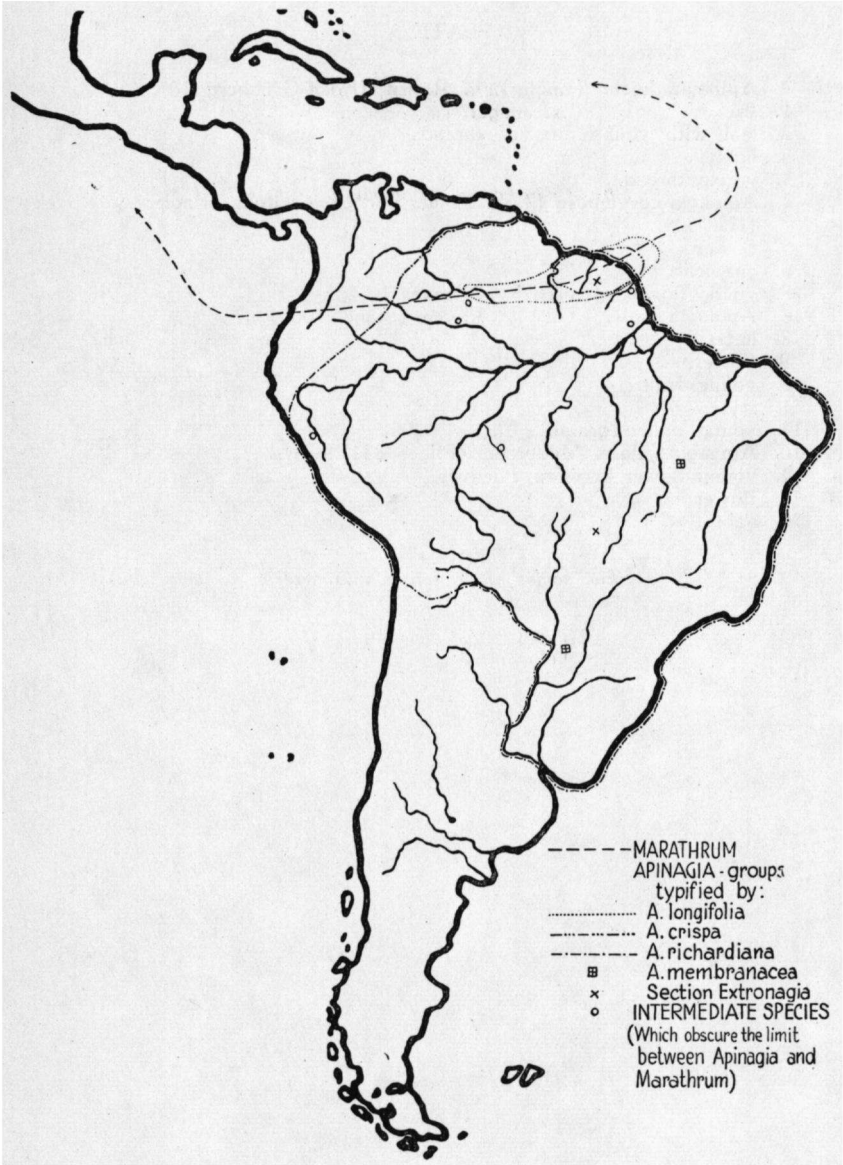 MARATHRUM
APINAGIA - groups
typified by:
A. longifolia
A. crispa
A. richardiana
A. membranacea
Section Extronagia
INTERMEDIATE SPECIES
(Which obscure the limit
between Apinagia and
Marathrum)